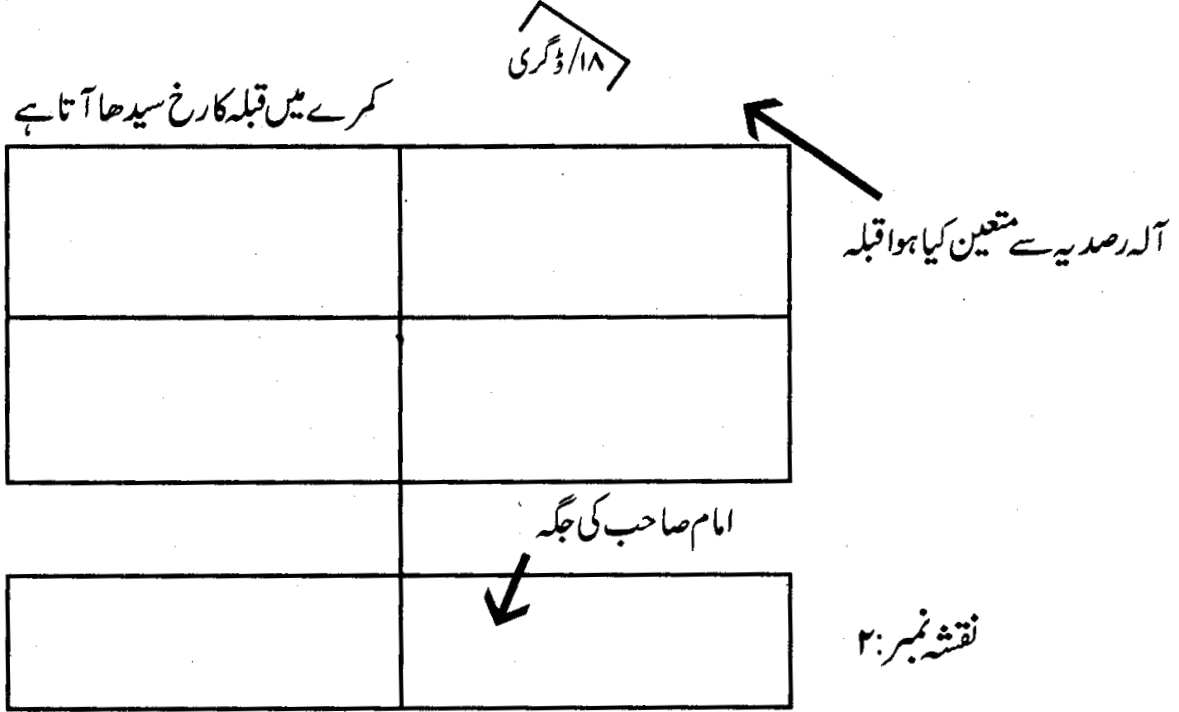 ۱۸/ڈگری
کمرے میں قبلہ کا رخ سیدھا آتا ہے
آلہ رصدیہ سے متعین کیا ہوا قبلہ
امام صاحب کی جگہ
نقشہ نمبر:۲